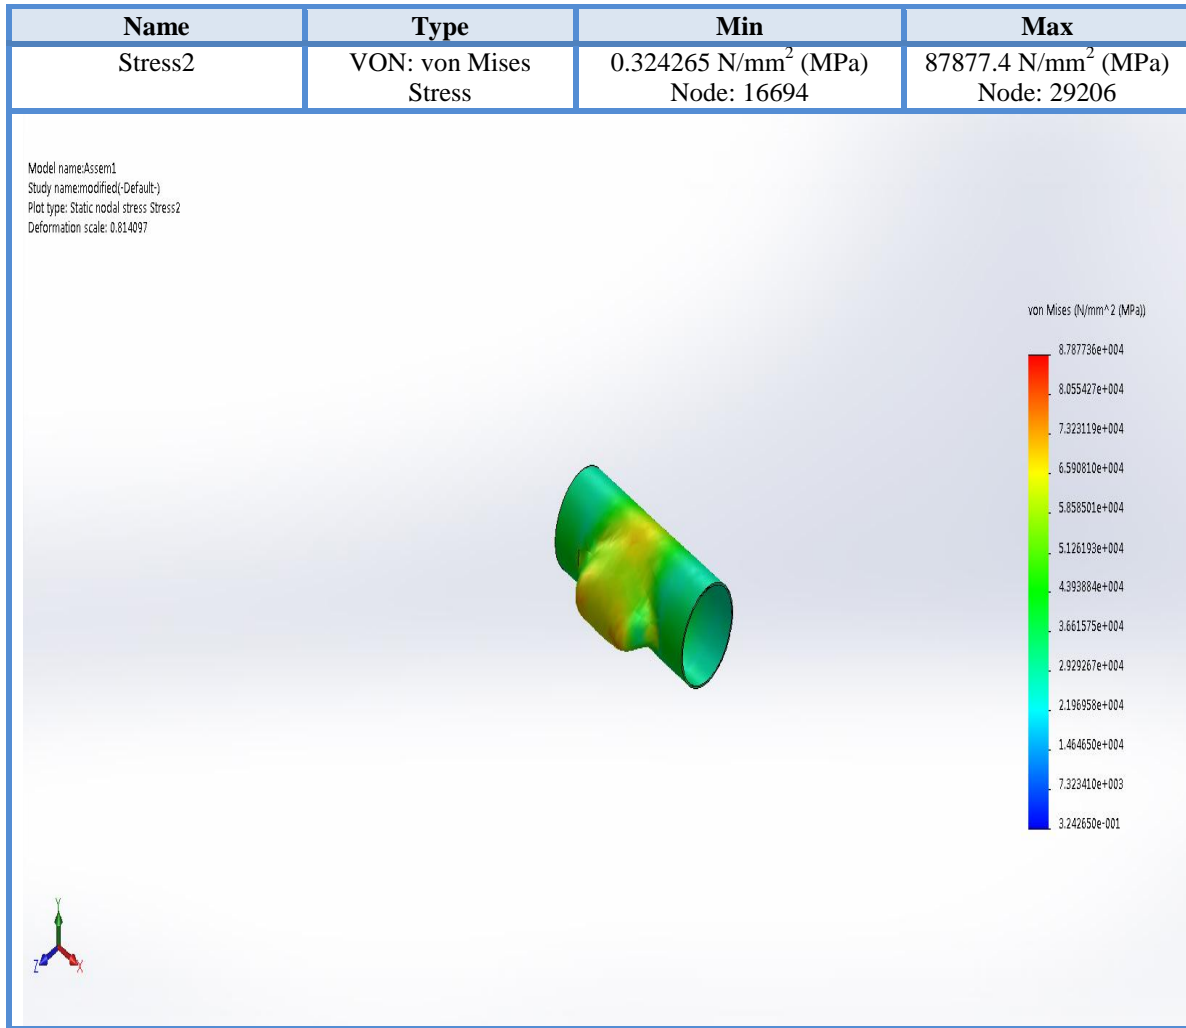 Name Type Min Max
Stress2 VON: von Mises 0.324265 N/mm² (MPa) 87877.4 N/mm² (MPa)
Stress Node: 16694 Node: 29206
Model name:Assem1
Study name:modified(-Default-)
Plot type: Static nodal stress Stress2
Deformation scale: 0.814097
von Mises (N/mm^2 (MPa))
8.787736e+004
8.055427e+004
7.323119e+004
6.590810e+004
5.858501e+004
5.126193e+004
4.393884e+004
3.661575e+004
2.929267e+004
2.196958e+004
1.464650e+004
7.323410e+003
3.242650e-001
Y
Z X